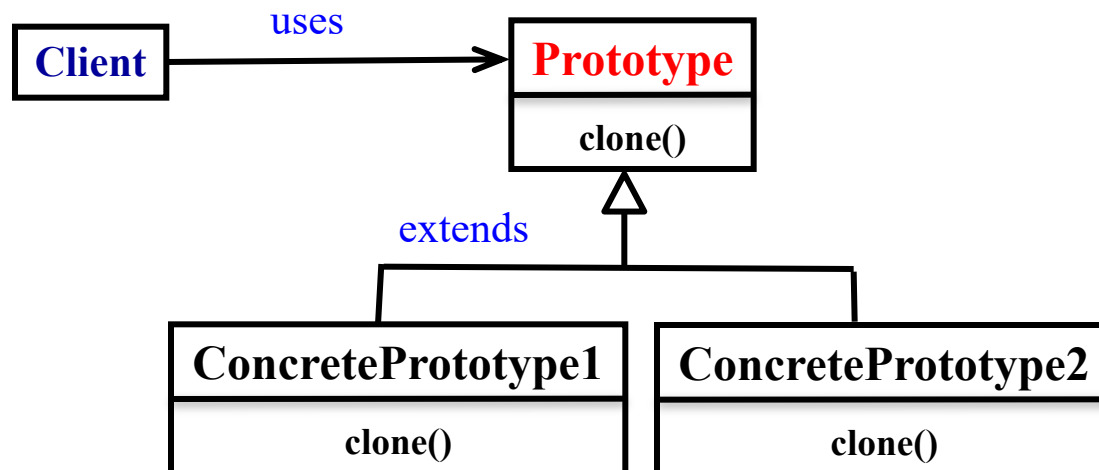 uses
Client
Prototype
clone()
extends
ConcretePrototype1
ConcretePrototype2
clone()
clone()